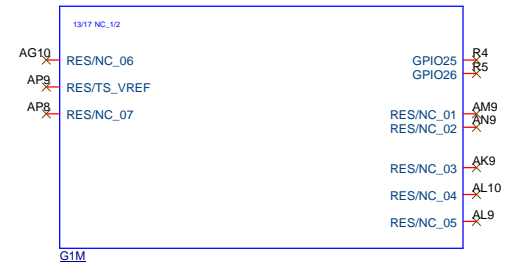 13/17 NC_1/2
AG10 RES/NC_06 GPIO25 R4
GPIO26 R5
AP9 RES/TS_VREF
AP8 RES/NC_07 RES/NC_01 AM9
RES/NC_02 AN9
RES/NC_03 AK9
RES/NC_04 AL10
RES/NC_05 AL9
G1M